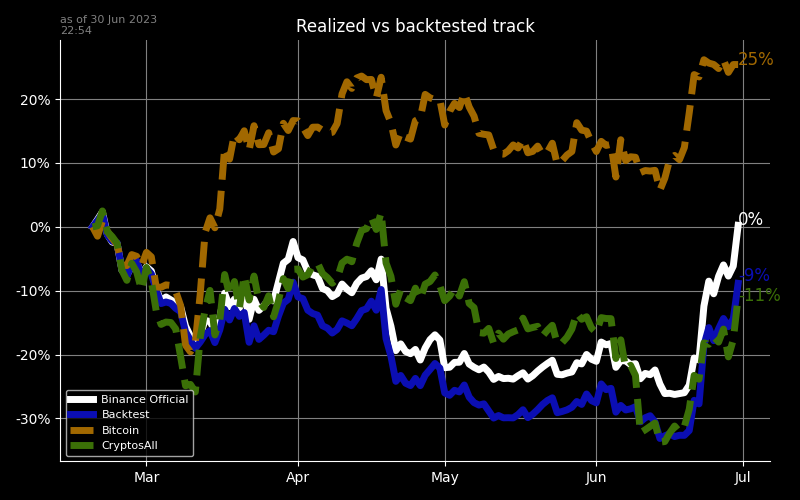 as of 30 Jun 2023
22:54
Realized vs backtested track
20%
10%
0%
-10%
-20%
-30%
25%
0%
-9%
-11%
Binance Official
Backtest
Bitcoin
CryptosAll
Mar
Apr
May
Jun
Jul